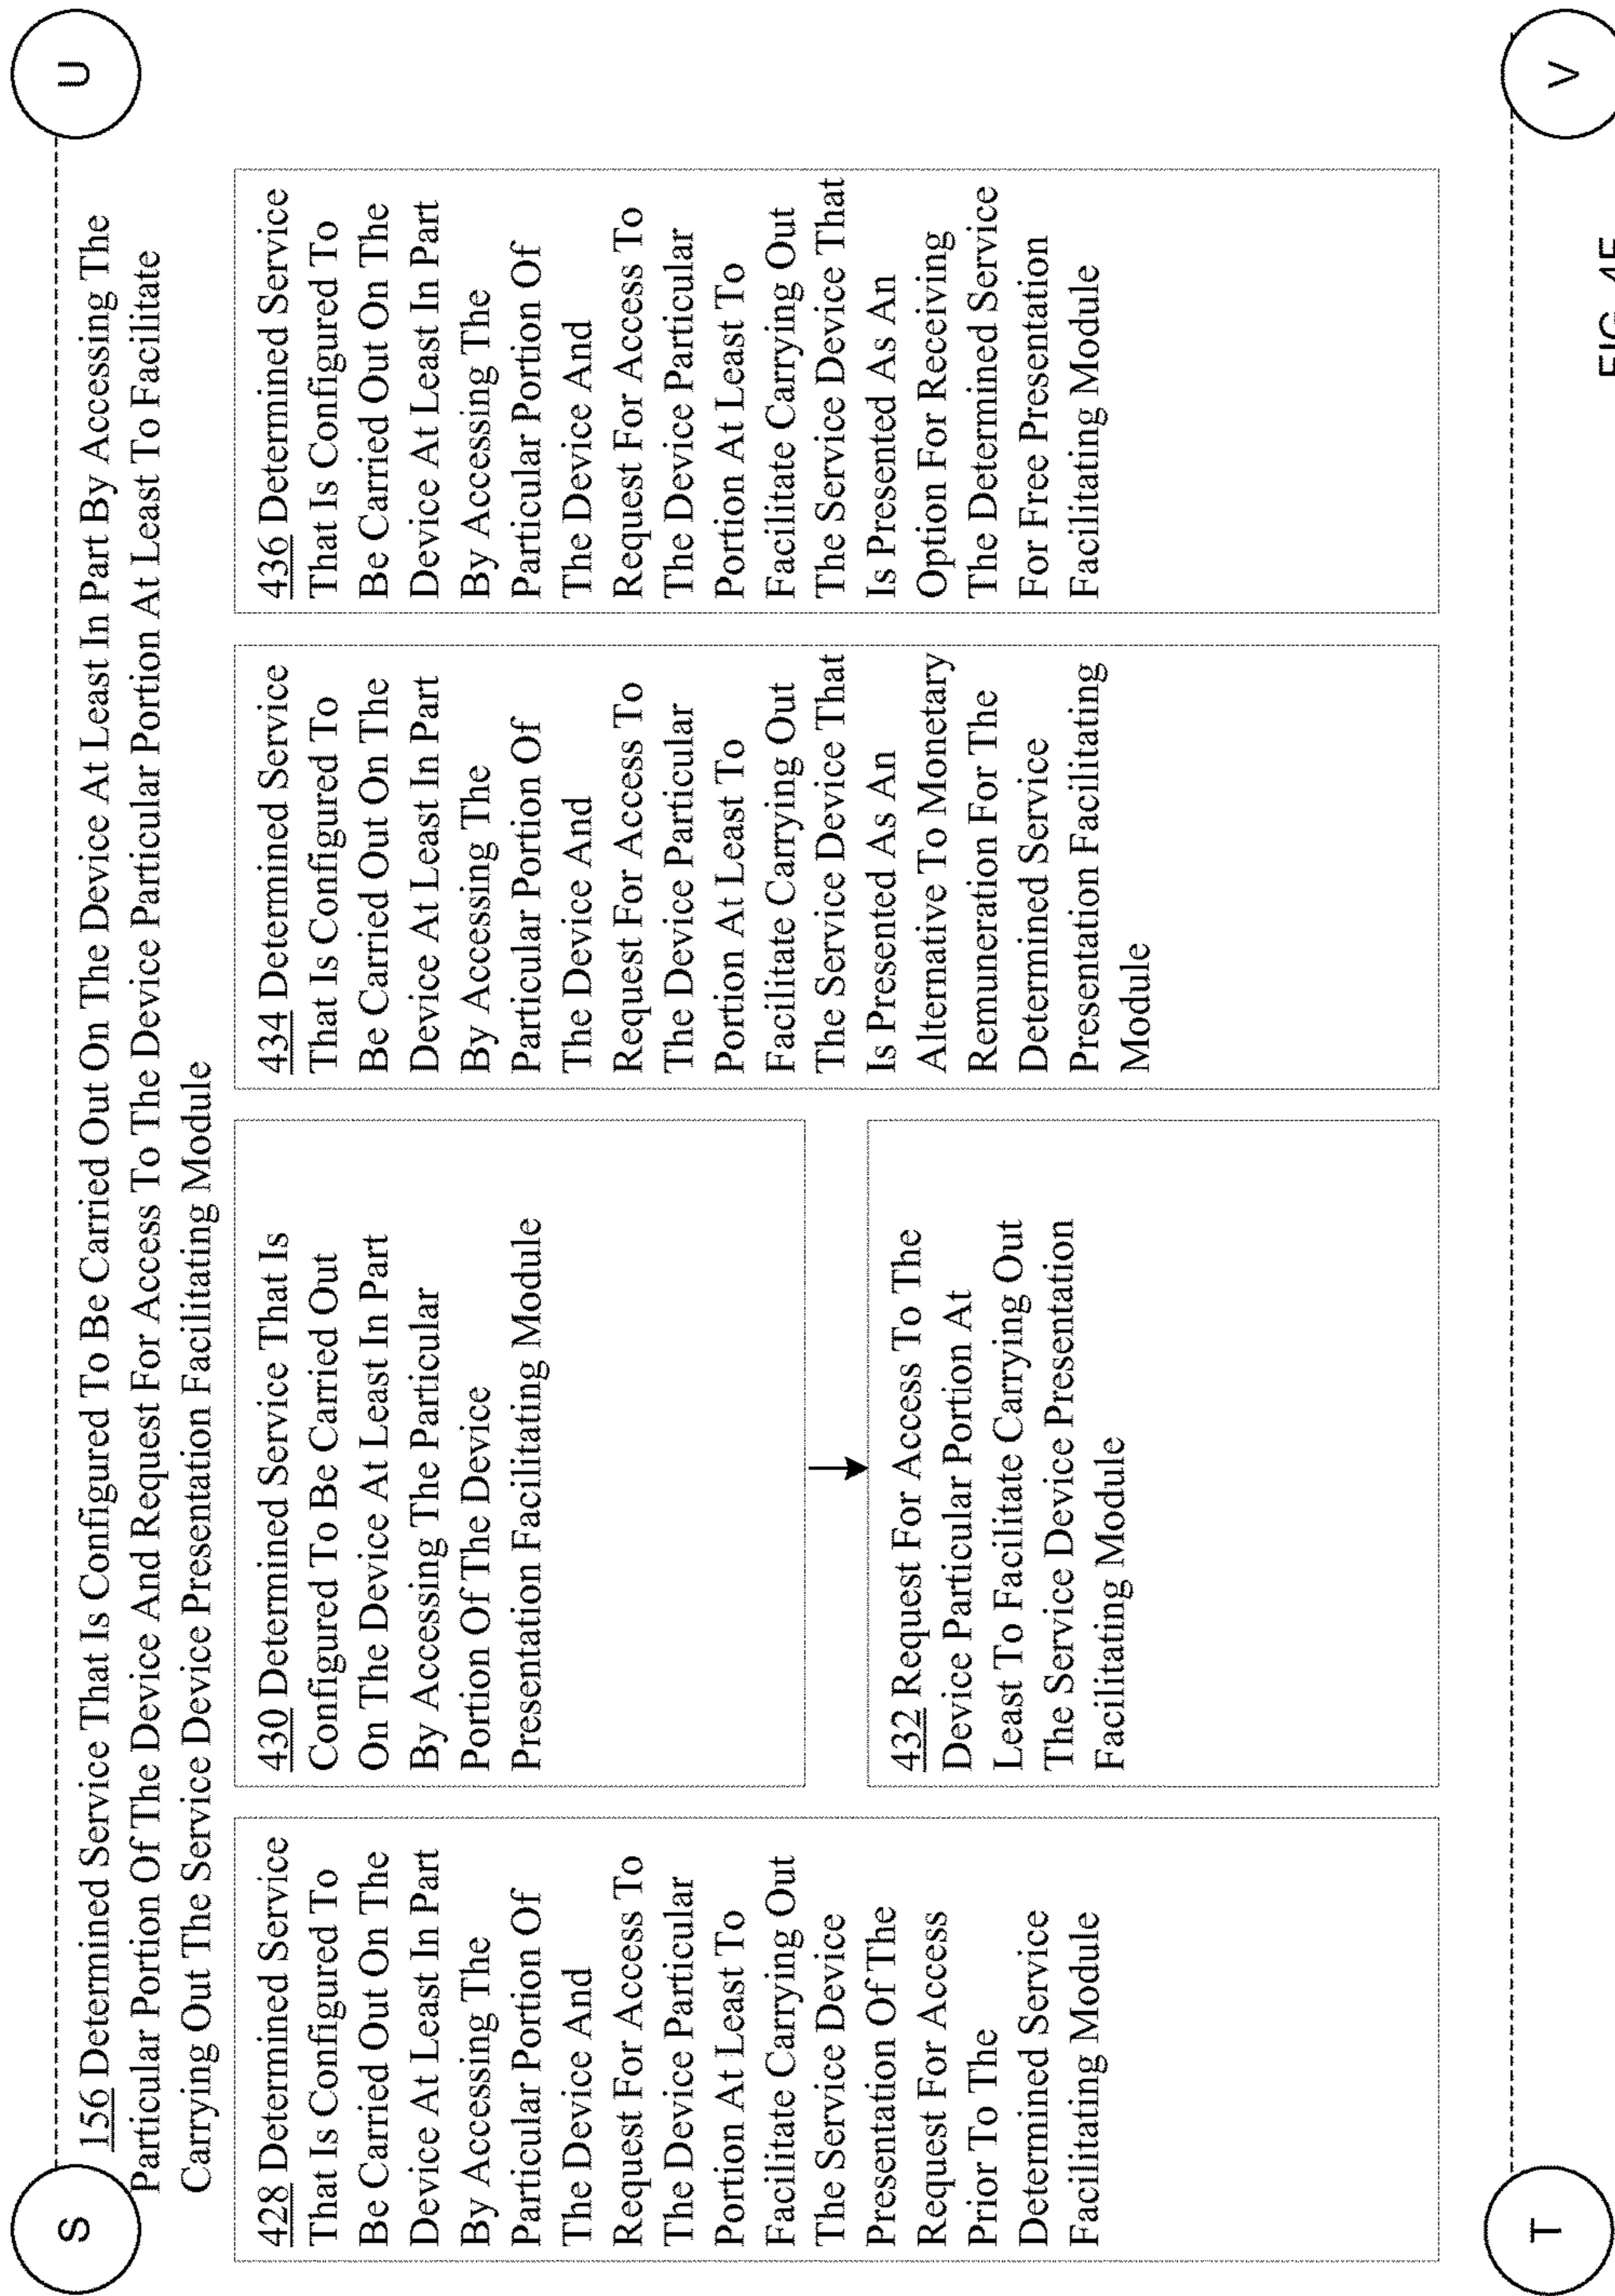 S
U
156 Determined Service That Is Configured To Be Carried Out On The Device At Least In Part By Accessing The
Particular Portion Of The Device And Request For Access To The Device Particular Portion At Least To Facilitate
Carrying Out The Service Device Presentation Facilitating Module
428 Determined Service
That Is Configured To
Be Carried Out On The
Device At Least In Part
By Accessing The
Particular Portion Of
The Device And
Request For Access To
The Device Particular
Portion At Least To
Facilitate Carrying Out
The Service Device
Presentation Of The
Request For Access
Prior To The
Determined Service
Facilitating Module
430 Determined Service That Is
Configured To Be Carried Out
On The Device At Least In Part
By Accessing The Particular
Portion Of The Device
Presentation Facilitating Module
432 Request For Access To The
Device Particular Portion At
Least To Facilitate Carrying Out
The Service Device Presentation
Facilitating Module
434 Determined Service
That Is Configured To
Be Carried Out On The
Device At Least In Part
By Accessing The
Particular Portion Of
The Device And
Request For Access To
The Device Particular
Portion At Least To
Facilitate Carrying Out
The Service Device That
Is Presented As An
Alternative To Monetary
Remuneration For The
Determined Service
Presentation Facilitating
Module
436 Determined Service
That Is Configured To
Be Carried Out On The
Device At Least In Part
By Accessing The
Particular Portion Of
The Device And
Request For Access To
The Device Particular
Portion At Least To
Facilitate Carrying Out
The Service Device That
Is Presented As An
Option For Receiving
The Determined Service
For Free Presentation
Facilitating Module
T
V
FIG.